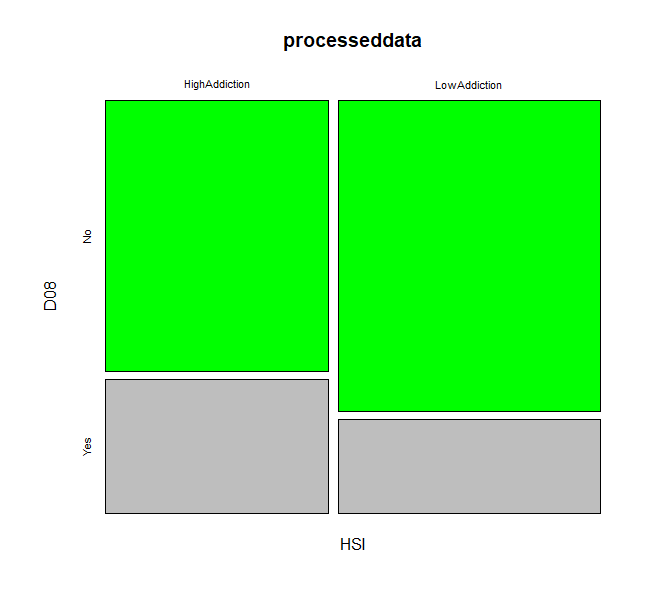 processeddata
HighAddiction
LowAddiction
No
D08
Yes
HSI